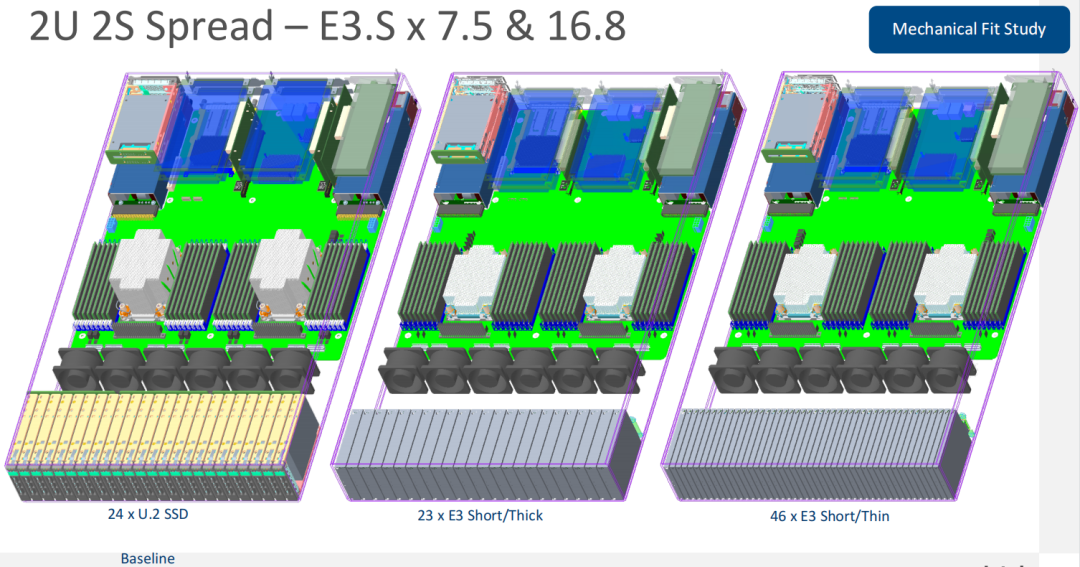 2U 2S Spread – E3.S x 7.5 & 16.8
Mechanical Fit Study
24 x U.2 SSD
23 x E3 Short/Thick
46 x E3 Short/Thin
Baseline